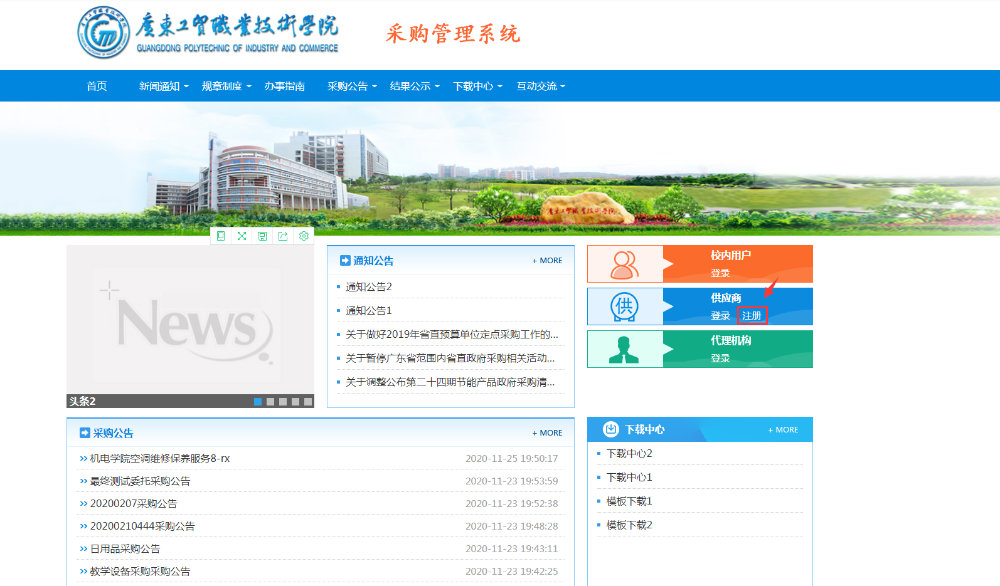 廣東工贸職業技術學院
GUANGDONG POLYTECHNIC OF INDUSTRY AND COMMERCE
采购管理系统
首页 新闻通知 规章制度 办事指南 采购公告 结果公示 下载中心 互动交流
廣東工贸職業技術學院
News
头条2
通知公告 + MORE
通知公告2
通知公告1
关于做好2019年省直预算单位定点采购工作的...
关于暂停广东省范围内省直政府采购相关活动...
关于调整公布第二十四期节能产品政府采购清...
校内用户
登录
供
供应商
登录 注册
代理机构
登录
采购公告 + MORE
机电学院空调维修保养服务8-rx 2020-11-25 19:50:17
最终测试委托采购公告 2020-11-23 19:53:59
20200207采购公告 2020-11-23 19:52:38
20200210444采购公告 2020-11-23 19:48:28
日用品采购公告 2020-11-23 19:43:11
教学设备采购采购公告 2020-11-23 19:42:25
下载中心 + MORE
下载中心2
下载中心1
模板下载1
模板下载2